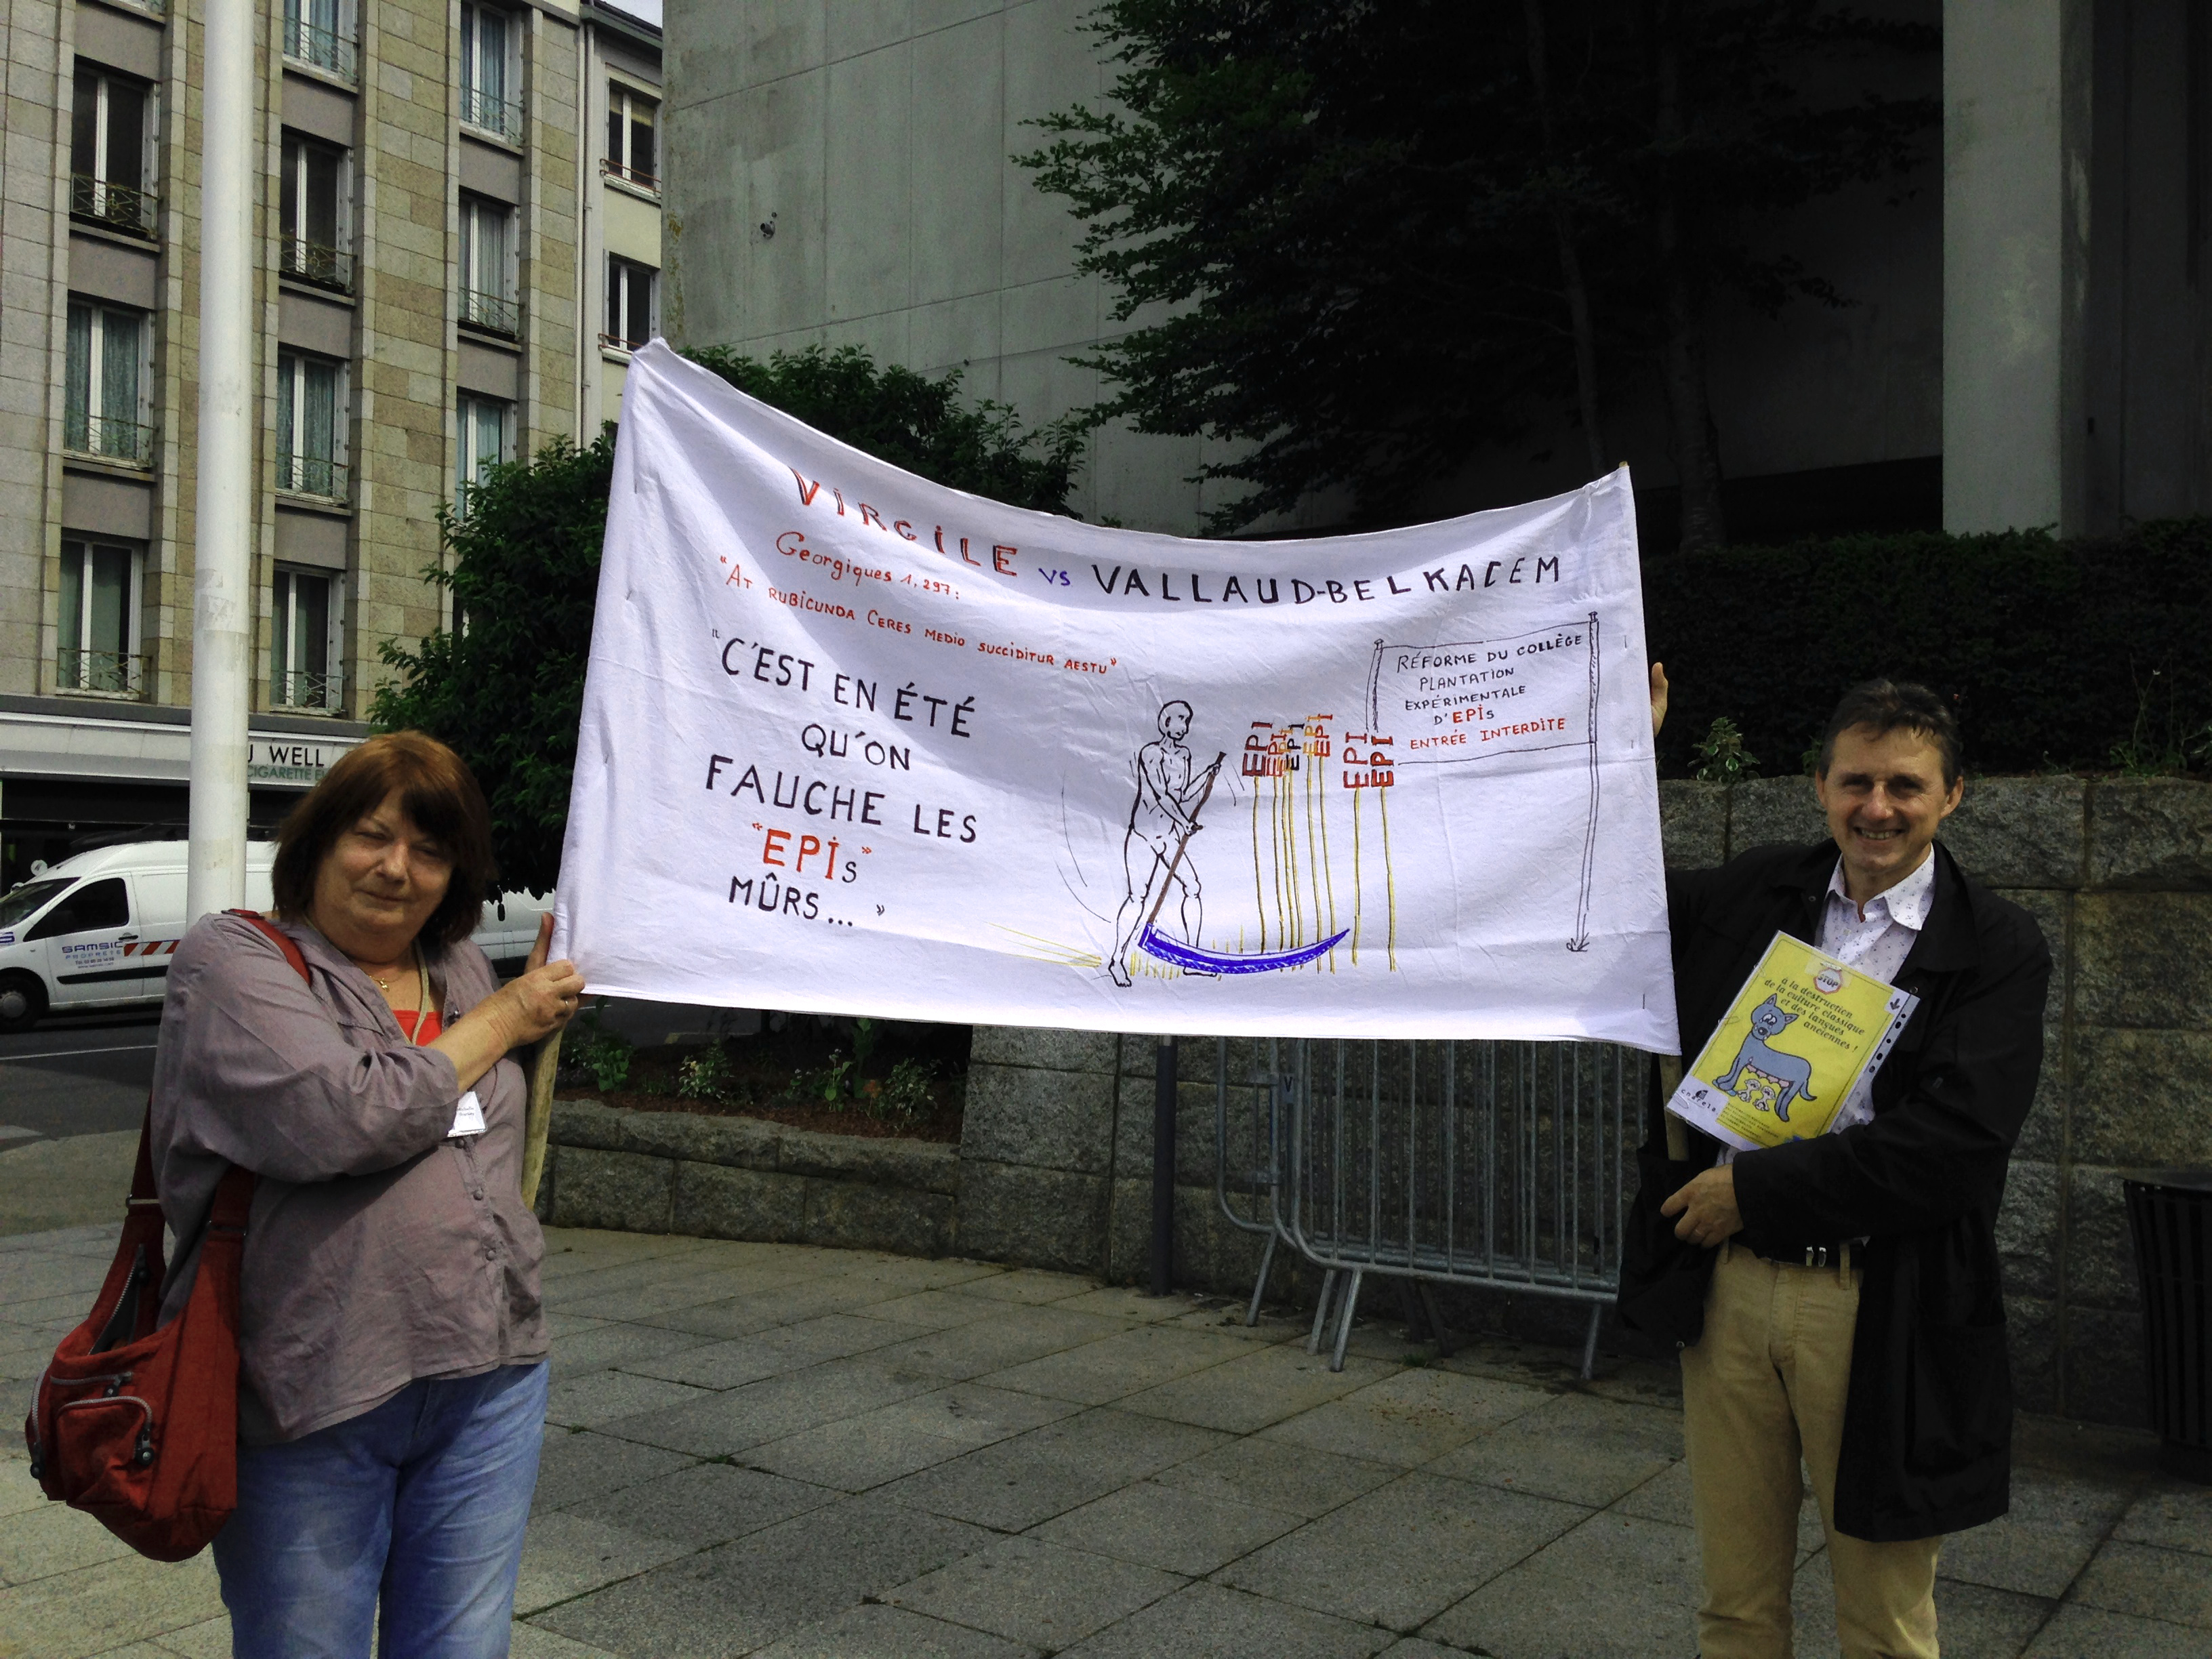 VIRGILE VS VALLAUD-BELKACEM
Georgiques 1, 297:
"AT RUBICUNDA CERES MEDIO SUCCIDITUR AESTU"
"C'EST EN ÉTÉ
QU'ON
FAUCHE LES
"EPIs"
MÛRS... "
EPI
EPI
EPI
EPI
EPI
EPI
EPI
EPI
RÉFORME DU COLLÈGE
PLANTATION
EXPÉRIMENTALE
D'EPIs
ENTRÉE INTERDITE
U WELL
CIGARETTE
SAMSIC
PROPRETÉ
STOP
à la destruction
de la culture classique
et des langues
anciennes !
cnarela